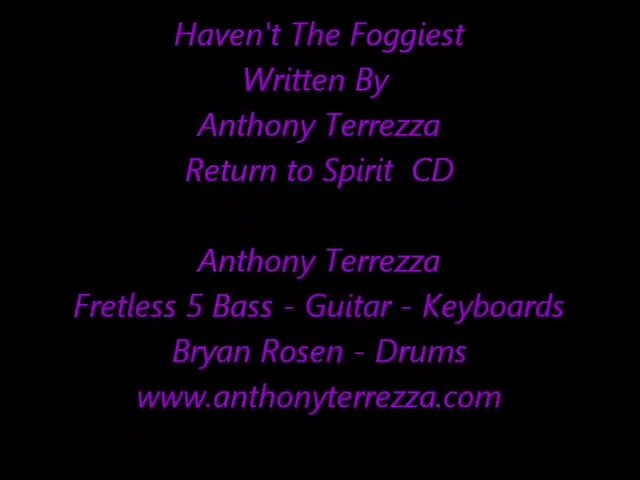 Haven't The Foggiest
Written By
Anthony Terrezza
Return to Spirit CD
Anthony Terrezza
Fretless 5 Bass - Guitar - Keyboards
Bryan Rosen - Drums
www.anthonyterrezza.com